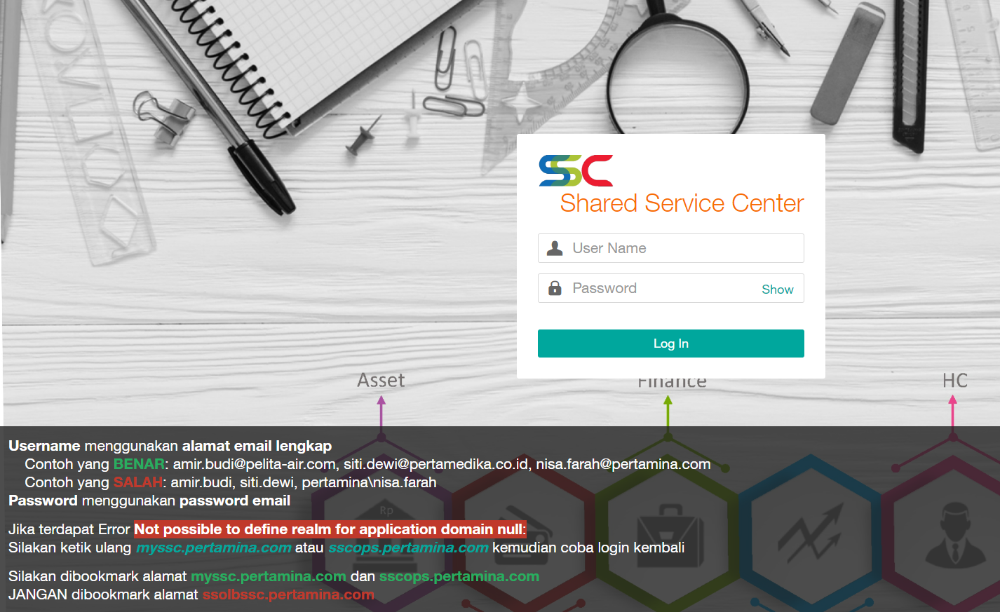 SSC
Shared Service Center
User Name
Password Show
Log In
Asset Finance HC
Username menggunakan alamat email lengkap
Contoh yang BENAR: amir.budi@pelita-air.com, siti.dewi@pertamedika.co.id, nisa.farah@pertamina.com
Contoh yang SALAH: amir.budi, siti.dewi, pertamina\nisa.farah
Password menggunakan password email
Rp
Jika terdapat Error Not possible to define realm for application domain null:
Silakan ketik ulang myssc.pertamina.com atau sscops.pertamina.com kemudian coba login kembali
Silakan dibookmark alamat myssc.pertamina.com dan sscops.pertamina.com
JANGAN dibookmark alamat ssolbssc.pertamina.com